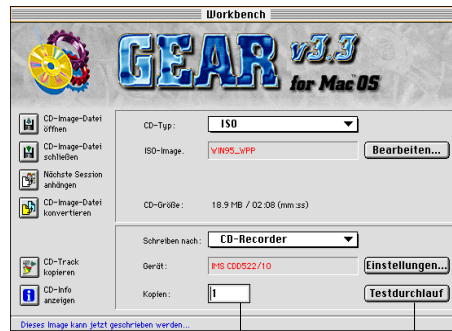 Workbench
GEAR v3.3
for Mac OS
CD-Image-Datei
öffnen
CD-Typ:
ISO
CD-Image-Datei
schließen
ISO-Image.
WIN95_WPP
Bearbeiten...
Nächste Session
anhängen
CD-Image-Datei
konvertieren
CD-Größe: 18.9 MB / 02:08 (mm:ss)
Schreiben nach: CD-Recorder
CD-Track
kopieren
Gerät: IMS CDD522/10
Einstellungen...
CD-Info
anzeigen
Kopien: 1
Testdurchlauf
Dieses Image kann jetzt geschrieben werden...